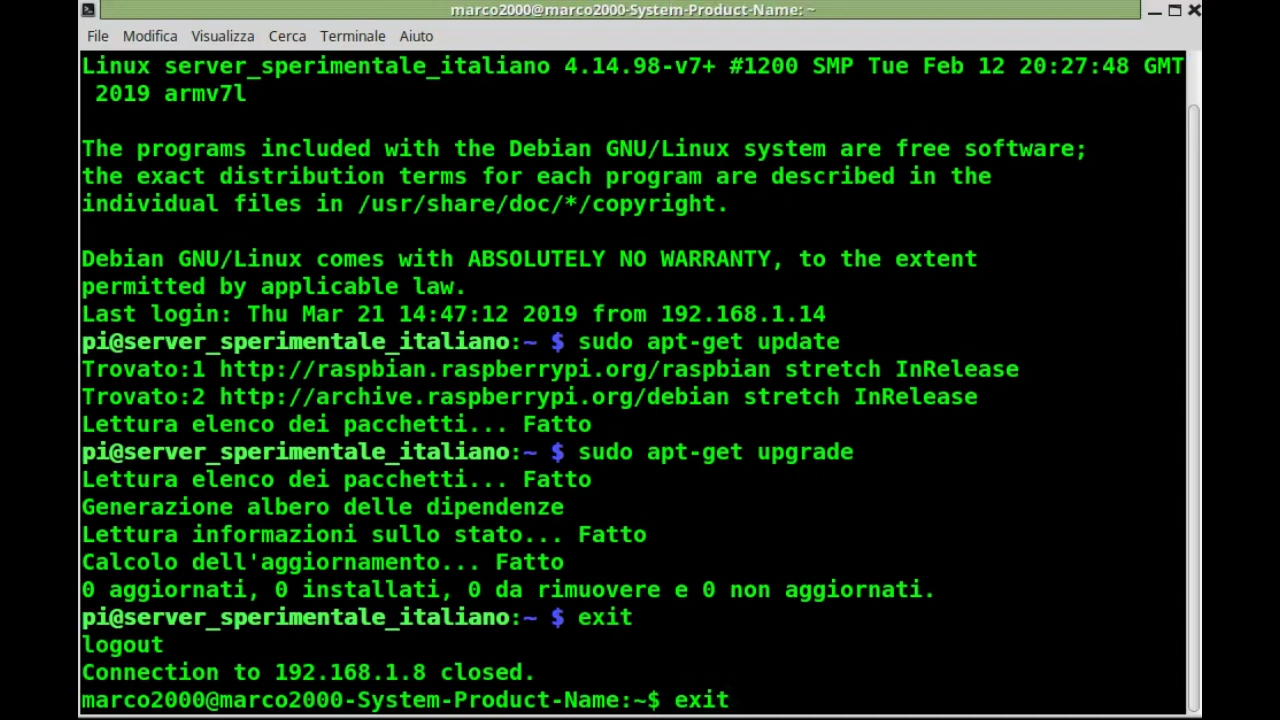 marco2000@marco2000-System-Product-Name: ~
File Modifica Visualizza Cerca Terminale Aiuto
Linux server_sperimentale_italiano 4.14.98-v7+ #1200 SMP Tue Feb 12 20:27:48 GMT
2019 armv7l
The programs included with the Debian GNU/Linux system are free software;
the exact distribution terms for each program are described in the
individual files in /usr/share/doc/*/copyright.
Debian GNU/Linux comes with ABSOLUTELY NO WARRANTY, to the extent
permitted by applicable law.
Last login: Thu Mar 21 14:47:12 2019 from 192.168.1.14
pi@server_sperimentale_italiano:~ $ sudo apt-get update
Trovato:1 http://raspbian.raspberrypi.org/raspbian stretch InRelease
Trovato:2 http://archive.raspberrypi.org/debian stretch InRelease
Lettura elenco dei pacchetti... Fatto
pi@server_sperimentale_italiano:~ $ sudo apt-get upgrade
Lettura elenco dei pacchetti... Fatto
Generazione albero delle dipendenze
Lettura informazioni sullo stato... Fatto
Calcolo dell'aggiornamento... Fatto
0 aggiornati, 0 installati, 0 da rimuovere e 0 non aggiornati.
pi@server_sperimentale_italiano:~ $ exit
logout
Connection to 192.168.1.8 closed.
marco2000@marco2000-System-Product-Name:~$ exit